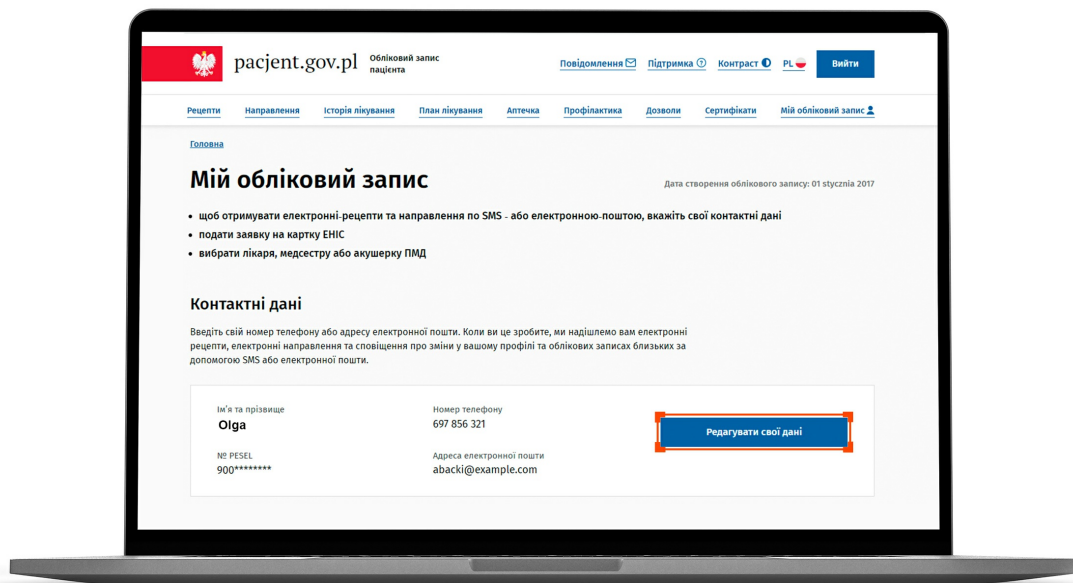 pacjent.gov.pl
Обліковий запис
пацієнта
Повідомлення
Підтримка
Контраст
PL
Вийти
Рецепти
Направлення
Історія лікування
План лікування
Аптечка
Профілактика
Дозволи
Сертифікати
Мій обліковий запис
Головна
Мій обліковий запис
Дата створення облікового запису: 01 stycznia 2017
• щоб отримувати електронні-рецепти та направлення по SMS - або електронною-поштою, вкажіть свої контактні дані
• подати заявку на картку ЕНІС
• вибрати лікаря, медсестру або акушерку ПМД
Контактні дані
Введіть свій номер телефону або адресу електронної пошти. Коли ви це зробите, ми надішлемо вам електронні
рецепти, електронні направлення та сповіщення про зміни у вашому профілі та облікових записах близьких за
допомогою SMS або електронної пошти.
Ім'я та прізвище
Olga
Номер телефону
697 856 321
Редагувати свої дані
№ PESEL
900********
Адреса електронної пошти
abacki@example.com